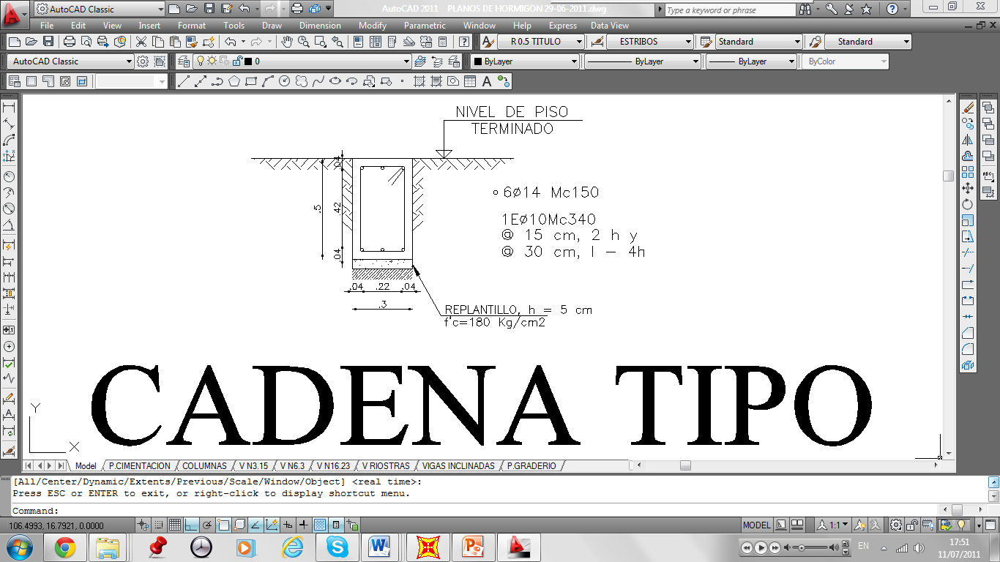 AutoCAD Classic
AutoCAD 2011 PLANOS DE HORMIGON 29-06-2011.dwg
Type a keyword or phrase
File Edit View Insert Format Tools Draw Dimension Modify Parametric Window Help Express Data View
R 0.5 TITULO ESTRIBOS Standard Standard
AutoCAD Classic 0 ByLayer ByLayer ByLayer ByColor
NIVEL DE PISO
TERMINADO
.04
.5
.42
.04
6ø14 Mc150
1Eø10Mc340
@ 15 cm, 2 h y
@ 30 cm, l – 4h
.04 .22 .04
.3
REPLANTILLO, h = 5 cm
f'c=180 Kg/cm2
CADENA TIPO
Y
X
Model P.CIMENTACION COLUMNAS V N3.15 V N6.3 V N16.23 V RIOSTRAS VIGAS INCLINADAS P.GRADERIO
[All/Center/Dynamic/Extents/Previous/Scale/Window/Object] <real time>:
Press ESC or ENTER to exit, or right-click to display shortcut menu.
Command:
106.4993, 16.7921, 0.0000 MODEL 1:1
EN 17:51
11/07/2011